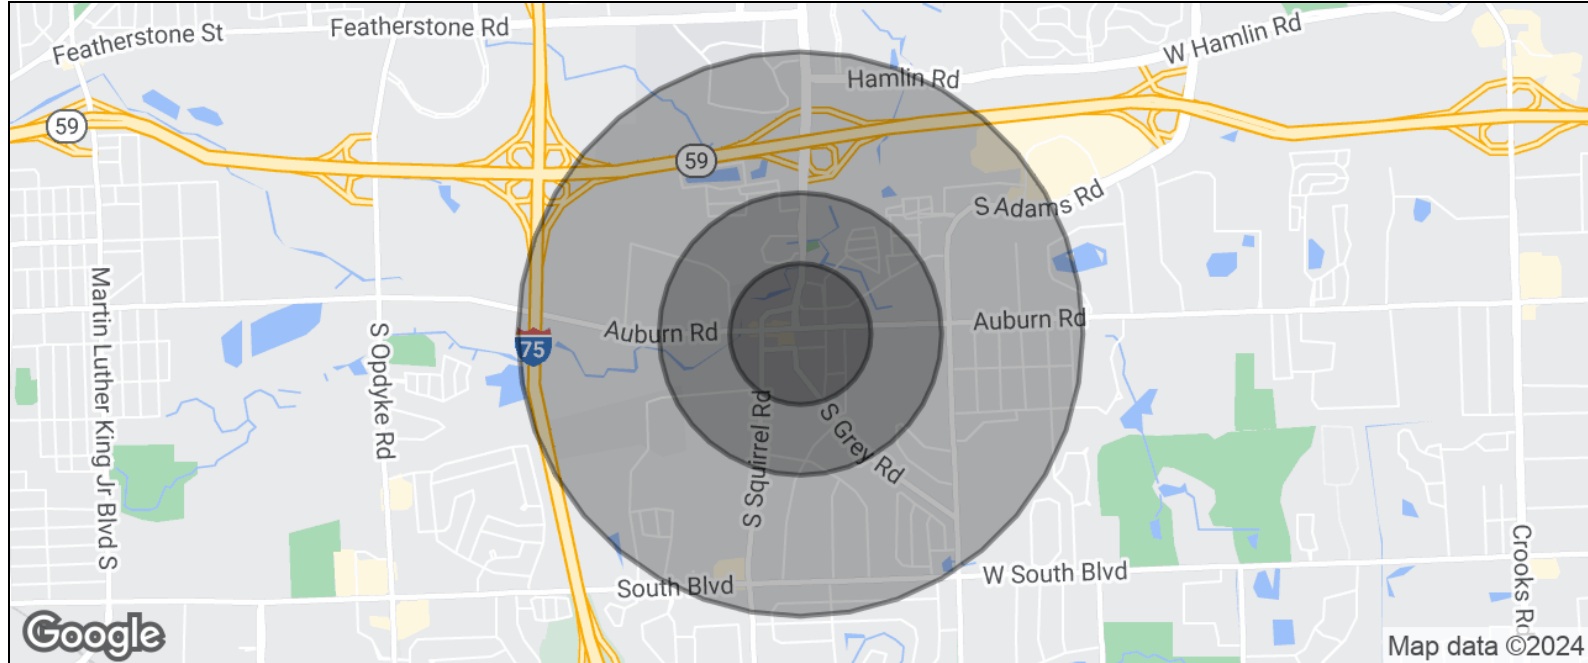 Featherstone St
Featherstone Rd
W Hamlin Rd
Hamlin Rd
59
59
S Adams Rd
Martin Luther King Jr Blvd S
S Opdyke Rd
75
Auburn Rd
Auburn Rd
S Squirrel Rd
S Grey Rd
South Blvd
W South Blvd
Crooks Rd
Google
Map data ©2024